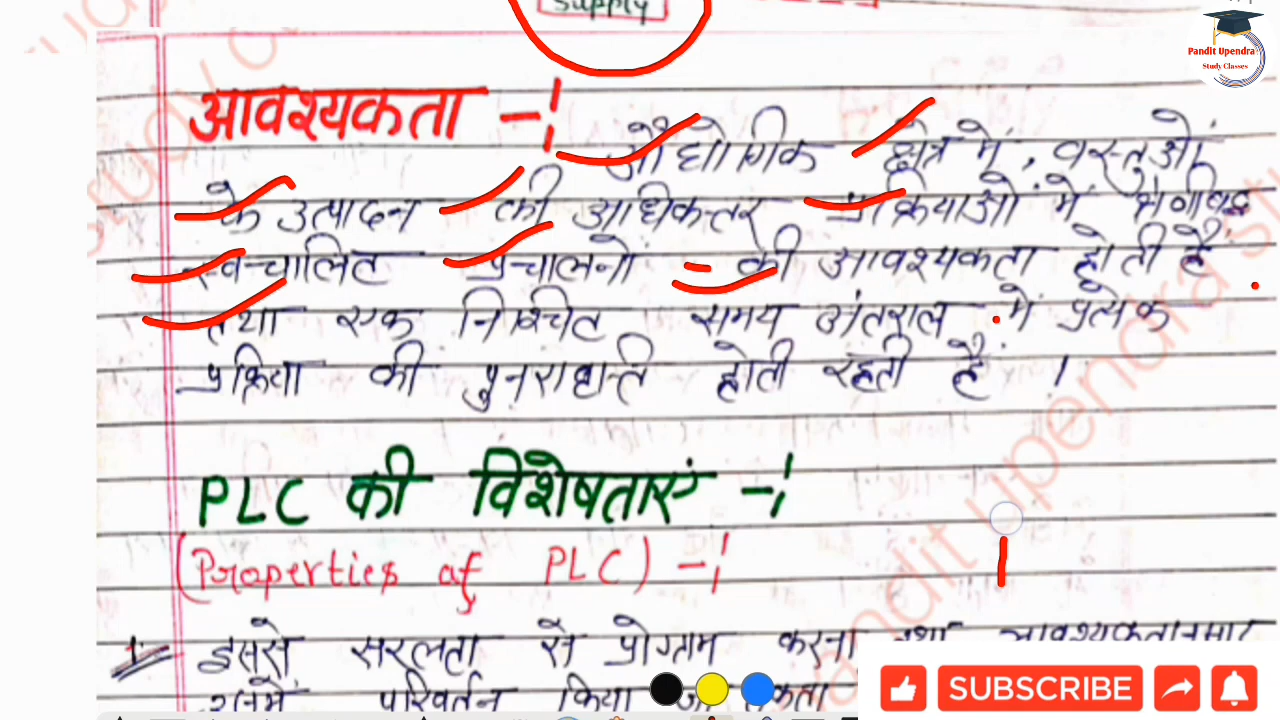 Supply
Pandit Upendra
Study Classes
आवश्यकता -:
औद्योगिक क्षेत्र में, वस्तुओं
के उत्पादन की अधिकतर प्रक्रियाओं में
स्वचालित प्रचालनों की आवश्यकता होती है
तथा एक निश्चित समय अंतराल में प्रत्येक
प्रक्रिया की पुनरावृत्ति होती रहती है ।
PLC की विशेषताएं -:
(Properties of PLC) -:
1. इससे सरलता से प्रोग्राम करना तथा आवश्यकतानुसार
इनमें परिवर्तन किया जा सकता
SUBSCRIBE